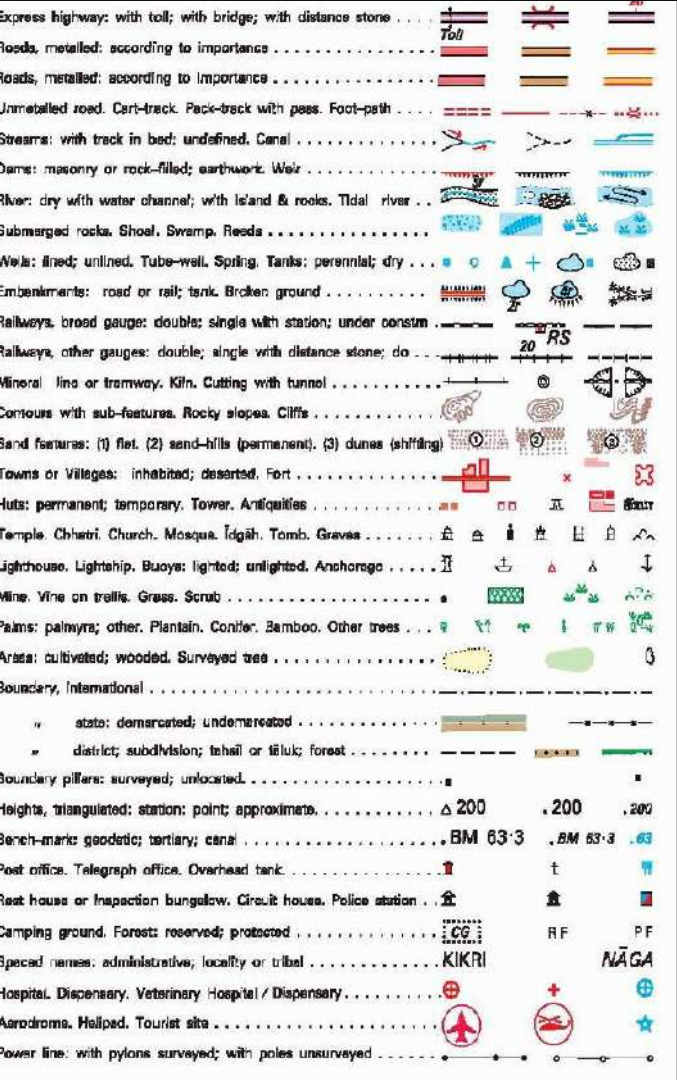 Express highway: with toll; with bridge; with distance stone
Toll
Roads, metalled: according to importance
Roads, metalled: according to Importance
Unmetalled road. Cart-track. Pack-track with pass. Foot-path
Streams: with track in bed; undefined. Canal
Dams: masonry or rock-filled; earthwork. Weir
River: dry with water channel; with island & rocks. Tidal river
Submerged rocks. Shoal. Swamp. Reeds
Wells: lined; unlined. Tube-well. Spring. Tanks: perennial; dry
Embankments: road or rail; tank. Broken ground
Railways, broad gauge: double; single with station; under constrn
RS
Railways, other gauges: double; single with distance stone; do
20
Mineral line or tramway. Kiln. Cutting with tunnel
Contours with sub-features. Rocky slopes. Cliffs
Sand features: (1) flat. (2) sand-hills (permanent). (3) dunes (shifting) 1 2 3
Towns or Villages: inhabited; deserted. Fort
Huts: permanent; temporary. Tower. Antiquities
Temple. Chhatri. Church. Mosque. Īdgāh. Tomb. Graves
Lighthouse. Lightship. Buoys: lighted; unlighted. Anchorage
Mine. Vine on trellis. Grass. Scrub
Palms: palmyra; other. Plantain. Conifer. Bamboo. Other trees
Areas: cultivated; wooded. Surveyed tree
Boundary, International
„ state: demarcated; undemarcated
„ district; subdivision; tahsil or tāluk; forest
Boundary pillars: surveyed; unlocated.
Heights, triangulated: station; point; approximate. △ 200 .200 .200
Bench-mark: geodetic; tertiary; canal .BM 63·3 .BM 63·3 .63
Post office. Telegraph office. Overhead tank.
Rest house or Inspection bungalow. Circuit house. Police station
Camping ground. Forest: reserved; protected CG RF PF
Spaced names: administrative; locality or tribal KIKRI NĀGA
Hospital. Dispensary. Veterinary Hospital / Dispensary
Aerodrome. Helipad. Tourist site
Power line: with pylons surveyed; with poles unsurveyed